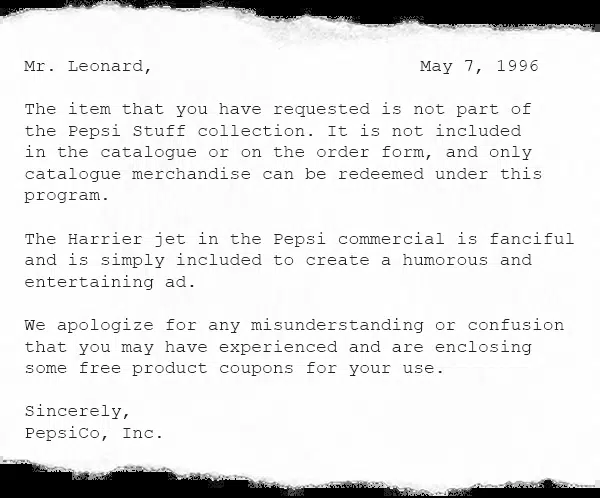 Mr. Leonard, May 7, 1996
The item that you have requested is not part of
the Pepsi Stuff collection. It is not included
in the catalogue or on the order form, and only
catalogue merchandise can be redeemed under this
program.
The Harrier jet in the Pepsi commercial is fanciful
and is simply included to create a humorous and
entertaining ad.
We apologize for any misunderstanding or confusion
that you may have experienced and are enclosing
some free product coupons for your use.
Sincerely,
PepsiCo, Inc.